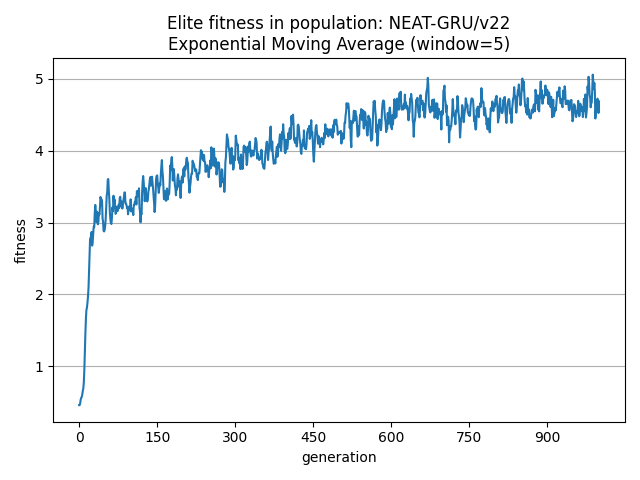 Elite fitness in population: NEAT-GRU/v22
Exponential Moving Average (window=5)
fitness
5
4
3
2
1
0 150 300 450 600 750 900
generation